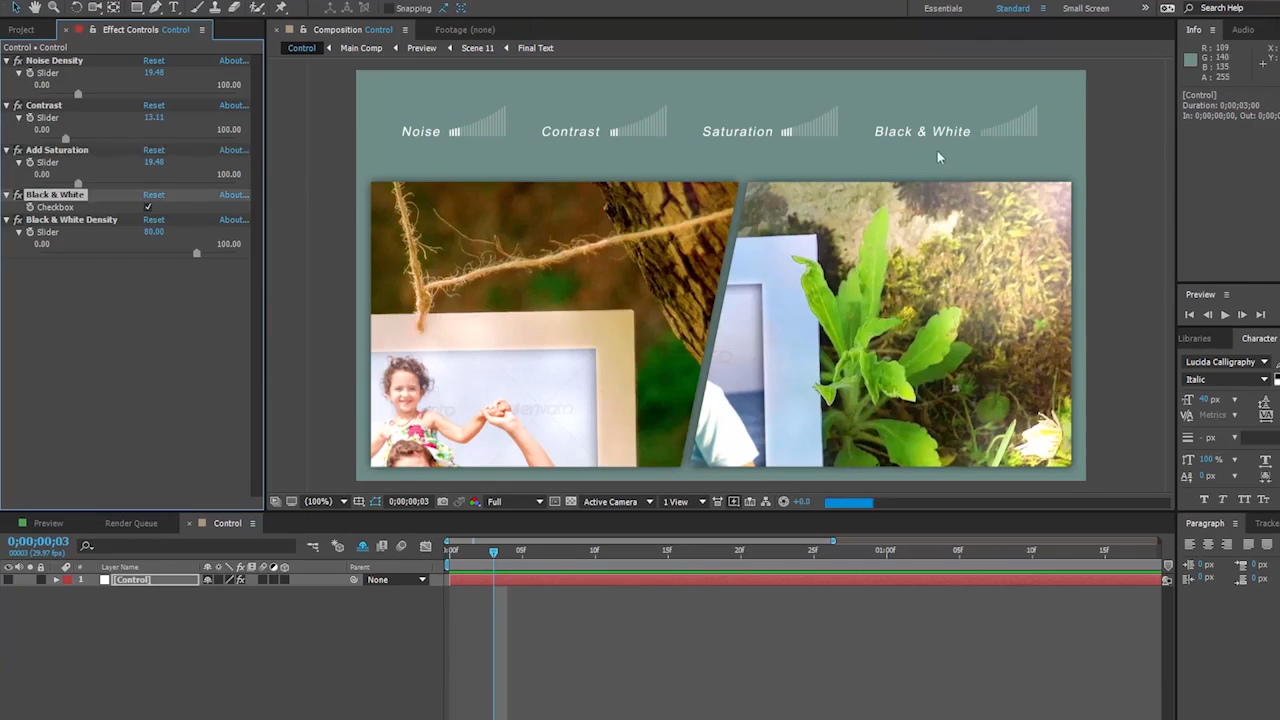 Snapping
Essentials
Standard
Small Screen
Search Help
Project
Effect Controls Control
Composition Control
Footage (none)
Info
Audio
Control • Control
Control
Main Comp
Preview
Scene 11
Final Text
Noise Density Reset About...
Slider 19.48
0.00 100.00
Contrast Reset About...
Slider 13.11
0.00 100.00
Add Saturation Reset About...
Slider 19.48
0.00 100.00
Black & White Reset About...
Checkbox
Black & White Density Reset About...
Slider 80.00
0.00 100.00
Noise
Contrast
Saturation
Black & White
envato
R : 109
G : 140
B : 135
A : 255
X :
Y :
[Control]
Duration: 0;00;03;00
In: 0;00;00;00, Out: 0;00
Preview
Libraries
Character
Lucida Calligraphy
Italic
40 px
Metrics
- px
100 %
0 px
T T TT Tr
(100%)
0;00;00;03
Full
Active Camera
1 View
+0.0
Preview
Render Queue
Control
0;00;00;03
00003 (29.97 fps)
# Layer Name Parent
1 [Control] None
:00f 05f 10f 15f 20f 25f 01:00f 05f 10f 15f
Paragraph
Tracke
0 px 0 px
0 px 0 px